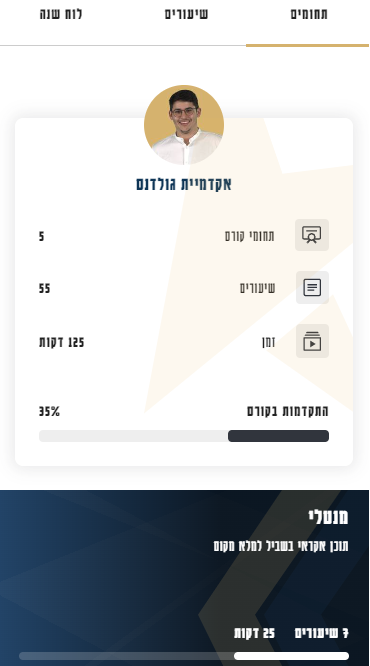 תחומים שיעורים לוח שנה
אקדמיית גולדנס
תחומי קורס 5
שיעורים 55
זמן 125 דקות
התקדמות בקורס 35%
מנטלי
תוכן אקראי בשביל למלא מקום
7 שיעורים 25 דקות